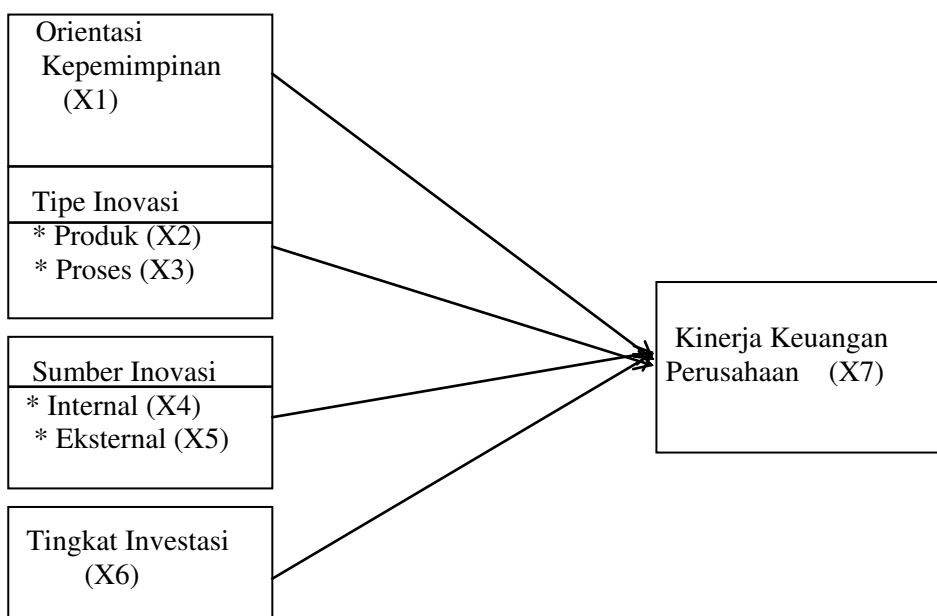 Orientasi
Kepemimpinan
(X1)
Tipe Inovasi
* Produk (X2)
* Proses (X3)
Sumber Inovasi
* Internal (X4)
* Eksternal (X5)
Tingkat Investasi
(X6)
Kinerja Keuangan
Perusahaan (X7)